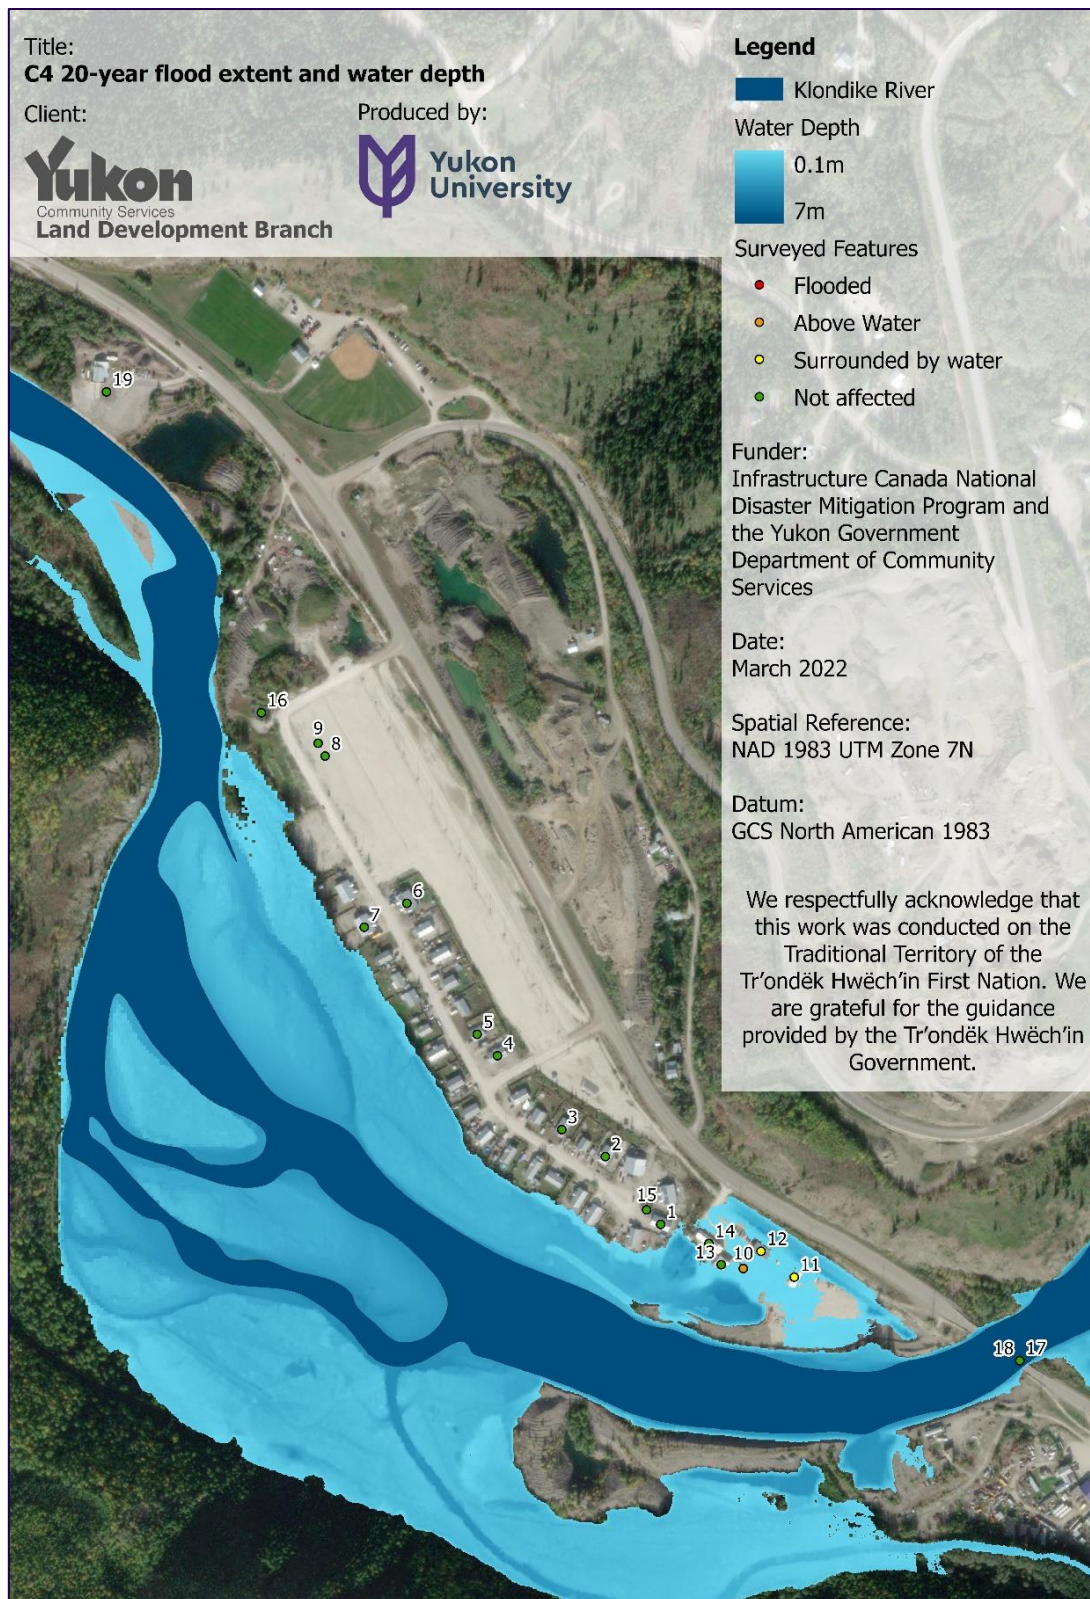 Title:
C4 20-year flood extent and water depth
Client:
Yukon
Community Services
Land Development Branch
Produced by:
Yukon
University
Legend
Klondike River
Water Depth
0.1m
7m
Surveyed Features
Flooded
Above Water
Surrounded by water
Not affected
Funder:
Infrastructure Canada National
Disaster Mitigation Program and
the Yukon Government
Department of Community
Services
Date:
March 2022
Spatial Reference:
NAD 1983 UTM Zone 7N
Datum:
GCS North American 1983
We respectfully acknowledge that
this work was conducted on the
Traditional Territory of the
Tr'ondëk Hwëch'in First Nation. We
are grateful for the guidance
provided by the Tr'ondëk Hwëch'in
Government.
19
16
9
8
6
7
5
4
3
2
15
1
14
12
13
10
11
18 17